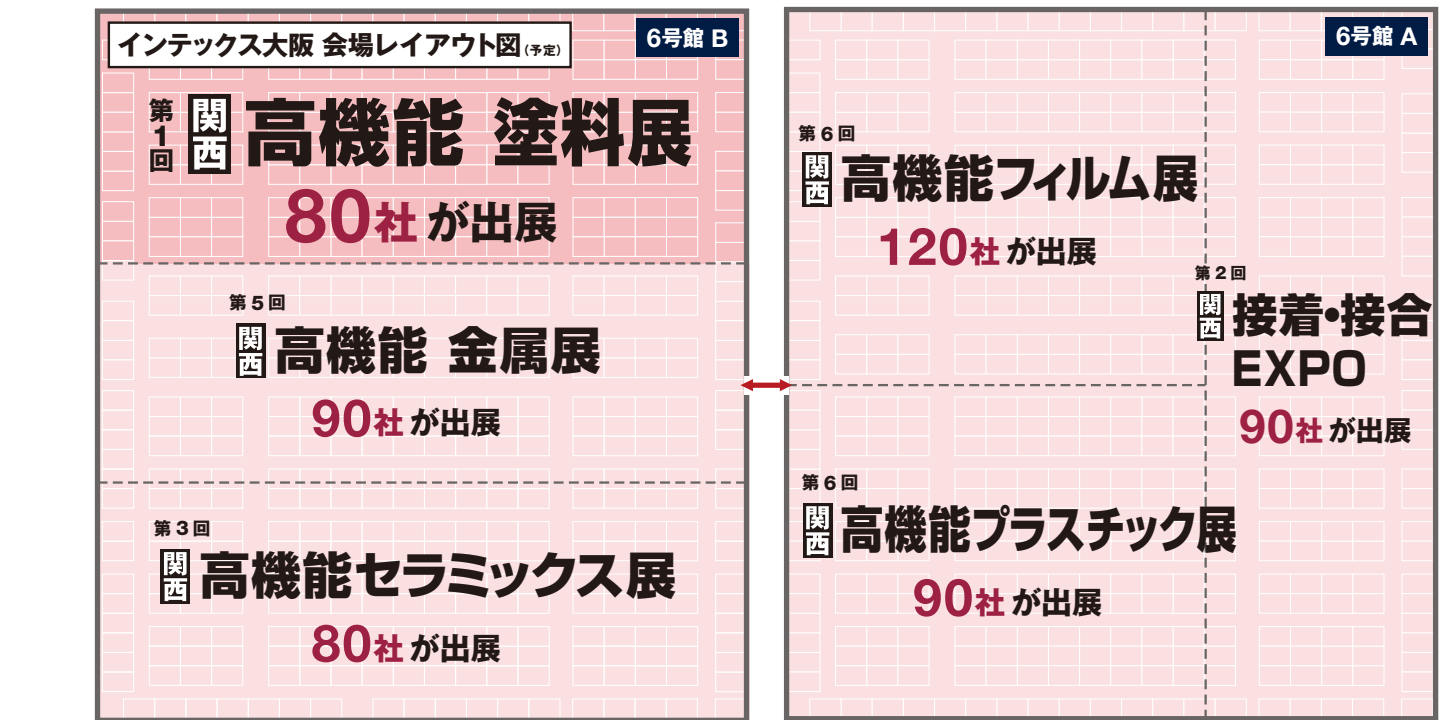 インテックス大阪 会場レイアウト図(予定)
6号館 B
第1回 関西 高機能 塗料展
80社が出展
第5回
関西 高機能 金属展
90社が出展
第3回
関西 高機能セラミックス展
80社が出展
6号館 A
第6回
関西 高機能フィルム展
120社が出展
第2回
関西 接着・接合
EXPO
90社が出展
第6回
関西 高機能プラスチック展
90社が出展